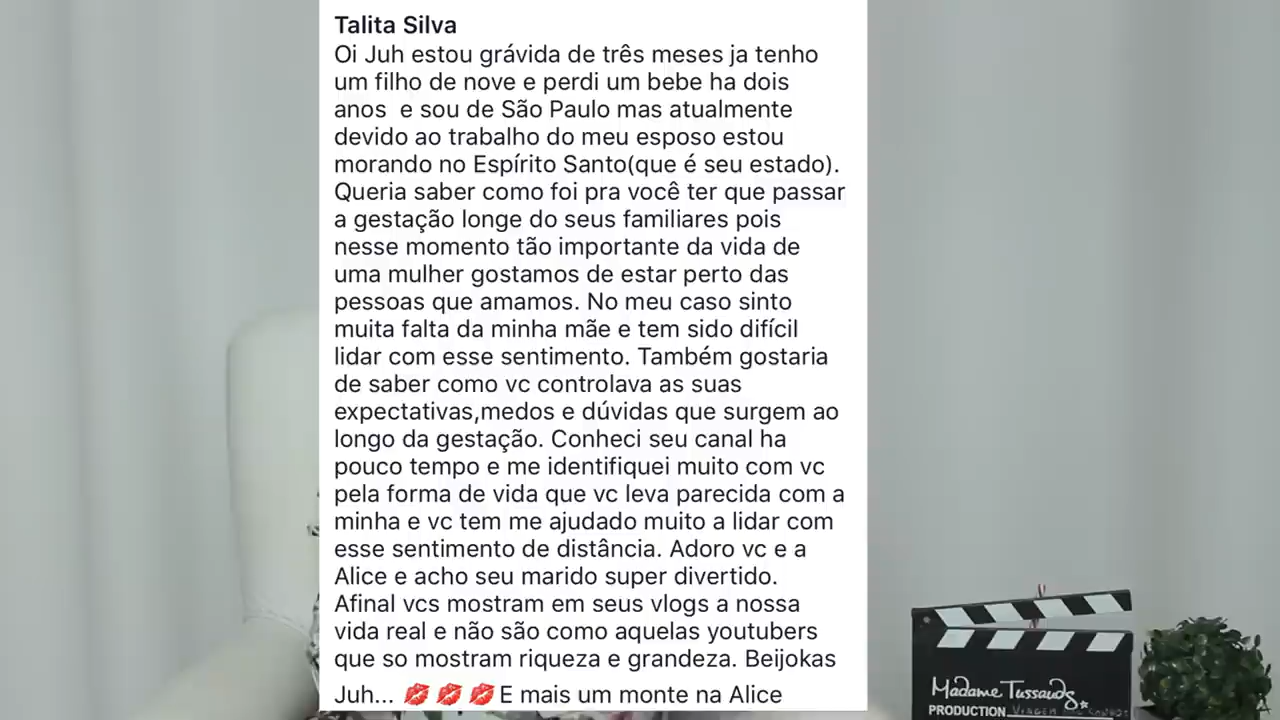 Talita Silva
Oi Juh estou grávida de três meses ja tenho
um filho de nove e perdi um bebe ha dois
anos  e sou de São Paulo mas atualmente
devido ao trabalho do meu esposo estou
morando no Espírito Santo(que é seu estado).
Queria saber como foi pra você ter que passar
a gestação longe do seus familiares pois
nesse momento tão importante da vida de
uma mulher gostamos de estar perto das
pessoas que amamos. No meu caso sinto
muita falta da minha mãe e tem sido difícil
lidar com esse sentimento. Também gostaria
de saber como vc controlava as suas
expectativas,medos e dúvidas que surgem ao
longo da gestação. Conheci seu canal ha
pouco tempo e me identifiquei muito com vc
pela forma de vida que vc leva parecida com a
minha e vc tem me ajudado muito a lidar com
esse sentimento de distância. Adoro vc e a
Alice e acho seu marido super divertido.
Afinal vcs mostram em seus vlogs a nossa
vida real e não são como aquelas youtubers
que so mostram riqueza e grandeza. Beijokas
Juh... 💋💋💋 E mais um monte na Alice
Madame Tussauds
PRODUCTION